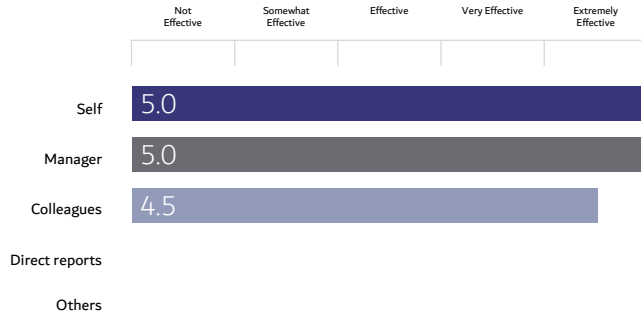 Not Effective
Somewhat Effective
Effective
Very Effective
Extremely Effective
Self 5.0
Manager 5.0
Colleagues 4.5
Direct reports
Others